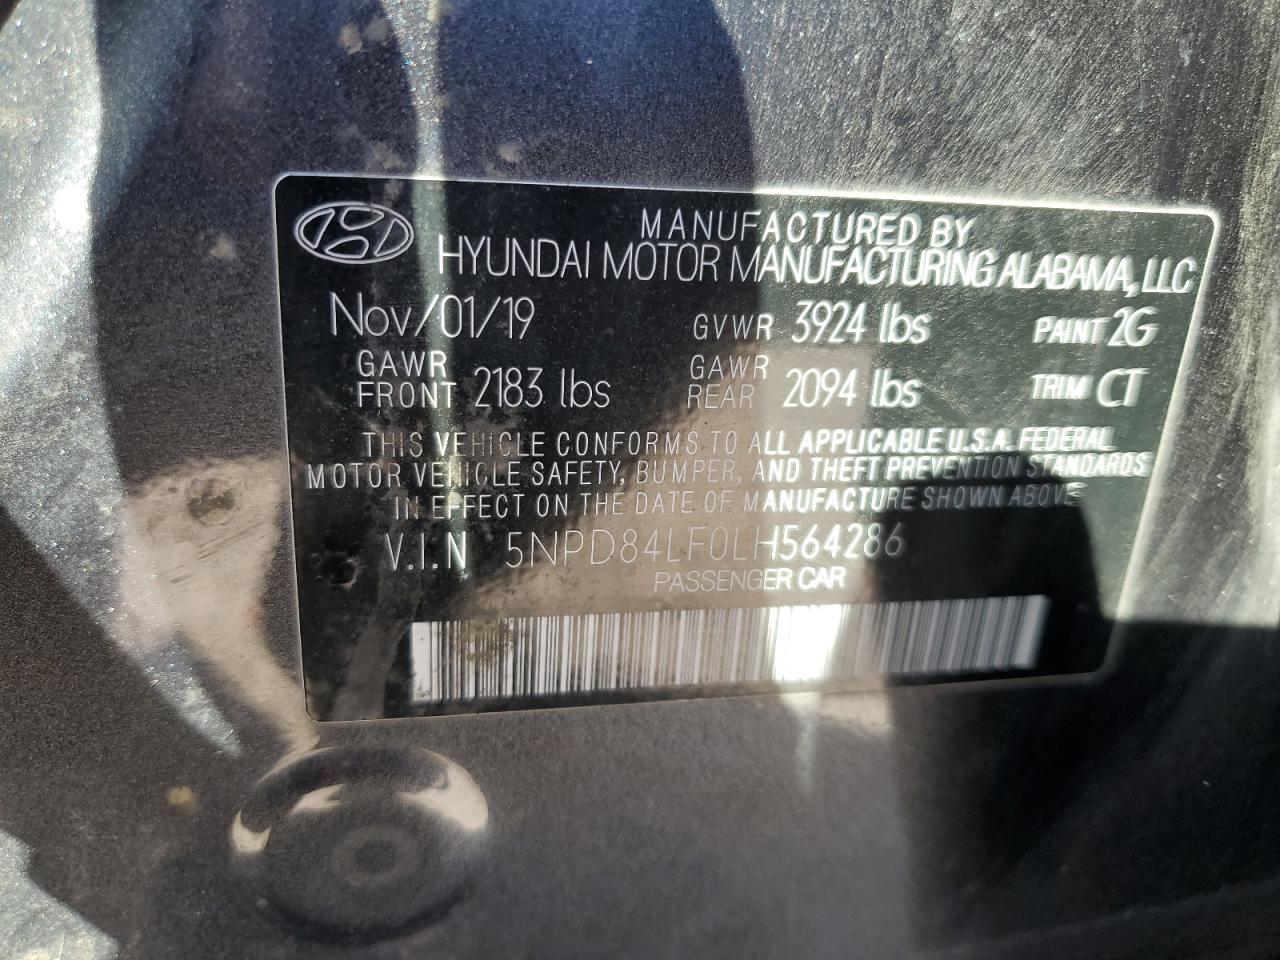 MANUFACTURED BY
HYUNDAI MOTOR MANUFACTURING ALABAMA, LLC
Nov/01/19 GVWR 3924 lbs PAINT 2G
GAWR FRONT 2183 lbs GAWR REAR 2094 lbs TRIM CT
THIS VEHICLE CONFORMS TO ALL APPLICABLE U.S.A. FEDERAL
MOTOR VEHICLE SAFETY, BUMPER, AND THEFT PREVENTION STANDARDS
IN EFFECT ON THE DATE OF MANUFACTURE SHOWN ABOVE
V.I.N 5NPD84LF0LH564286
PASSENGER CAR